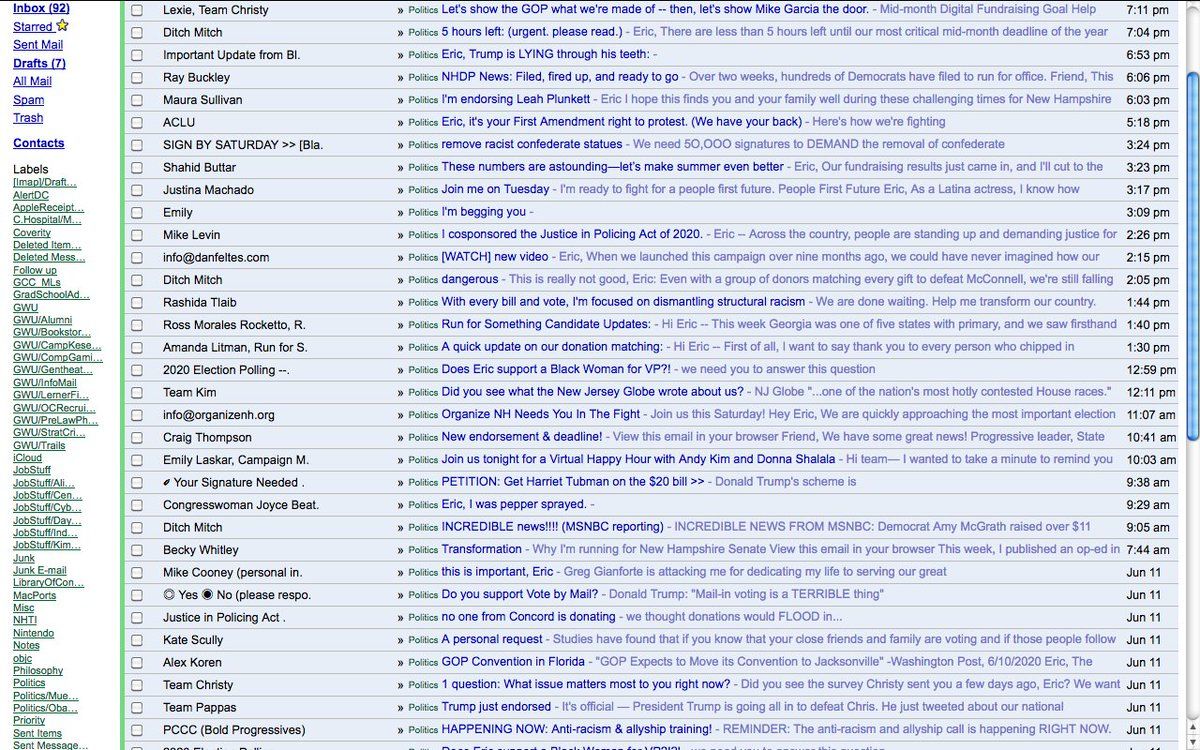 Inbox (92)
Starred
Sent Mail
Drafts (7)
All Mail
Spam
Trash
Contacts
Labels
[Imap]/Draft...
AlertDC
AppleReceipt...
C.Hospital/M...
Coverity
Deleted Item...
Deleted Mess...
Follow up
GCC_MLs
GradSchoolAd...
GWU
GWU/Alumni
GWU/Bookstor...
GWU/CampKese...
GWU/CompGami...
GWU/Gentheat...
GWU/InfoMail
GWU/LernerFi...
GWU/OCRecrui...
GWU/PreLawPh...
GWU/StratCri...
GWU/Trails
iCloud
JobStuff
JobStuff/Ali...
JobStuff/Cen...
JobStuff/Cyb...
JobStuff/Day...
JobStuff/Ind...
JobStuff/Kim...
Junk
Junk E-mail
LibraryOfCon...
MacPorts
Misc
NHTI
Nintendo
Notes
objc
Philosophy
Politics
Politics/Mue...
Politics/Oba...
Priority
Sent Items
Sent Message...
Lexie, Team Christy » Politics Let's show the GOP what we're made of -- then, let's show Mike Garcia the door. - Mid-month Digital Fundraising Goal Help 7:11 pm
Ditch Mitch » Politics 5 hours left: (urgent. please read.) - Eric, There are less than 5 hours left until our most critical mid-month deadline of the year 7:04 pm
Important Update from Bl. » Politics Eric, Trump is LYING through his teeth: - 6:53 pm
Ray Buckley » Politics NHDP News: Filed, fired up, and ready to go - Over two weeks, hundreds of Democrats have filed to run for office. Friend, This 6:06 pm
Maura Sullivan » Politics I'm endorsing Leah Plunkett - Eric I hope this finds you and your family well during these challenging times for New Hampshire 6:03 pm
ACLU » Politics Eric, it's your First Amendment right to protest. (We have your back) - Here's how we're fighting 5:18 pm
SIGN BY SATURDAY >> [Bla. » Politics remove racist confederate statues - We need 5O,OOO signatures to DEMAND the removal of confederate 3:24 pm
Shahid Buttar » Politics These numbers are astounding—let's make summer even better - Eric, Our fundraising results just came in, and I'll cut to the 3:23 pm
Justina Machado » Politics Join me on Tuesday - I'm ready to fight for a people first future. People First Future Eric, As a Latina actress, I know how 3:17 pm
Emily » Politics I'm begging you - 3:09 pm
Mike Levin » Politics I cosponsored the Justice in Policing Act of 2020. - Eric -- Across the country, people are standing up and demanding justice for 2:26 pm
info@danfeltes.com » Politics [WATCH] new video - Eric, When we launched this campaign over nine months ago, we could have never imagined how our 2:15 pm
Ditch Mitch » Politics dangerous - This is really not good, Eric: Even with a group of donors matching every gift to defeat McConnell, we're still falling 2:05 pm
Rashida Tlaib » Politics With every bill and vote, I'm focused on dismantling structural racism - We are done waiting. Help me transform our country. 1:44 pm
Ross Morales Rocketto, R. » Politics Run for Something Candidate Updates: - Hi Eric -- This week Georgia was one of five states with primary, and we saw firsthand 1:40 pm
Amanda Litman, Run for S. » Politics A quick update on our donation matching: - Hi Eric -- First of all, I want to say thank you to every person who chipped in 1:30 pm
2020 Election Polling --. » Politics Does Eric support a Black Woman for VP?! - we need you to answer this question 12:59 pm
Team Kim » Politics Did you see what the New Jersey Globe wrote about us? - NJ Globe "...one of the nation's most hotly contested House races." 12:11 pm
info@organizenh.org » Politics Organize NH Needs You In The Fight - Join us this Saturday! Hey Eric, We are quickly approaching the most important election 11:07 am
Craig Thompson » Politics New endorsement & deadline! - View this email in your browser Friend, We have some great news! Progressive leader, State 10:41 am
Emily Laskar, Campaign M. » Politics Join us tonight for a Virtual Happy Hour with Andy Kim and Donna Shalala - Hi team— I wanted to take a minute to remind you 10:03 am
✐ Your Signature Needed . » Politics PETITION: Get Harriet Tubman on the $20 bill >> - Donald Trump's scheme is 9:38 am
Congresswoman Joyce Beat. » Politics Eric, I was pepper sprayed. - 9:29 am
Ditch Mitch » Politics INCREDIBLE news!!!! (MSNBC reporting) - INCREDIBLE NEWS FROM MSNBC: Democrat Amy McGrath raised over $11 9:05 am
Becky Whitley » Politics Transformation - Why I'm running for New Hampshire Senate View this email in your browser This week, I published an op-ed in 7:44 am
Mike Cooney (personal in. » Politics this is important, Eric - Greg Gianforte is attacking me for dedicating my life to serving our great Jun 11
◎ Yes ◉ No (please respo. » Politics Do you support Vote by Mail? - Donald Trump: "Mail-in voting is a TERRIBLE thing" Jun 11
Justice in Policing Act . » Politics no one from Concord is donating - we thought donations would FLOOD in... Jun 11
Kate Scully » Politics A personal request - Studies have found that if you know that your close friends and family are voting and if those people follow Jun 11
Alex Koren » Politics GOP Convention in Florida - "GOP Expects to Move its Convention to Jacksonville" -Washington Post, 6/10/2020 Eric, The Jun 11
Team Christy » Politics 1 question: What issue matters most to you right now? - Did you see the survey Christy sent you a few days ago, Eric? We want Jun 11
Team Pappas » Politics Trump just endorsed - It's official — President Trump is going all in to defeat Chris. He just tweeted about our national Jun 11
PCCC (Bold Progressives) » Politics HAPPENING NOW: Anti-racism & allyship training! - REMINDER: The anti-racism and allyship call is happening RIGHT NOW. Jun 11
2020 Election Polling » Politics Does Eric support a Black Woman for VP?!? - we need you to answer this question Jun 11